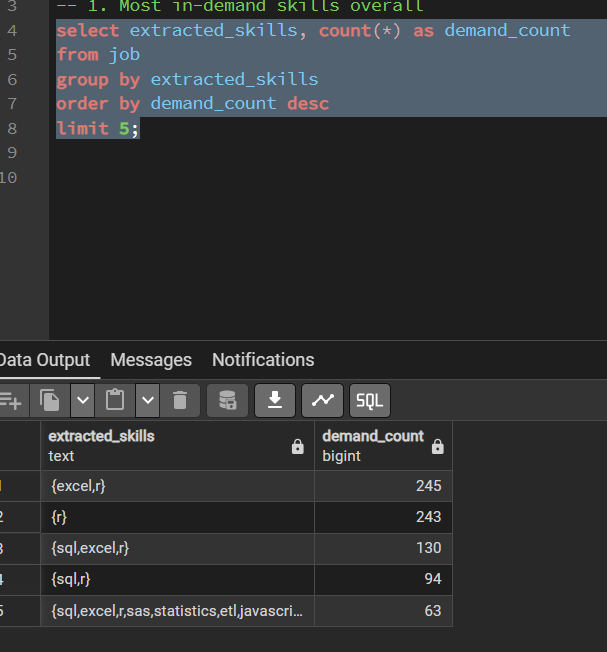 3 -- 1. Most in-demand skills overall
4 select extracted_skills, count(*) as demand_count
5 from job
6 group by extracted_skills
7 order by demand_count desc
8 limit 5;
9
10
Data Output Messages Notifications
SQL
extracted_skills demand_count
text bigint
1 {excel,r} 245
2 {r} 243
3 {sql,excel,r} 130
4 {sql,r} 94
5 {sql,excel,r,sas,statistics,etl,javascri... 63